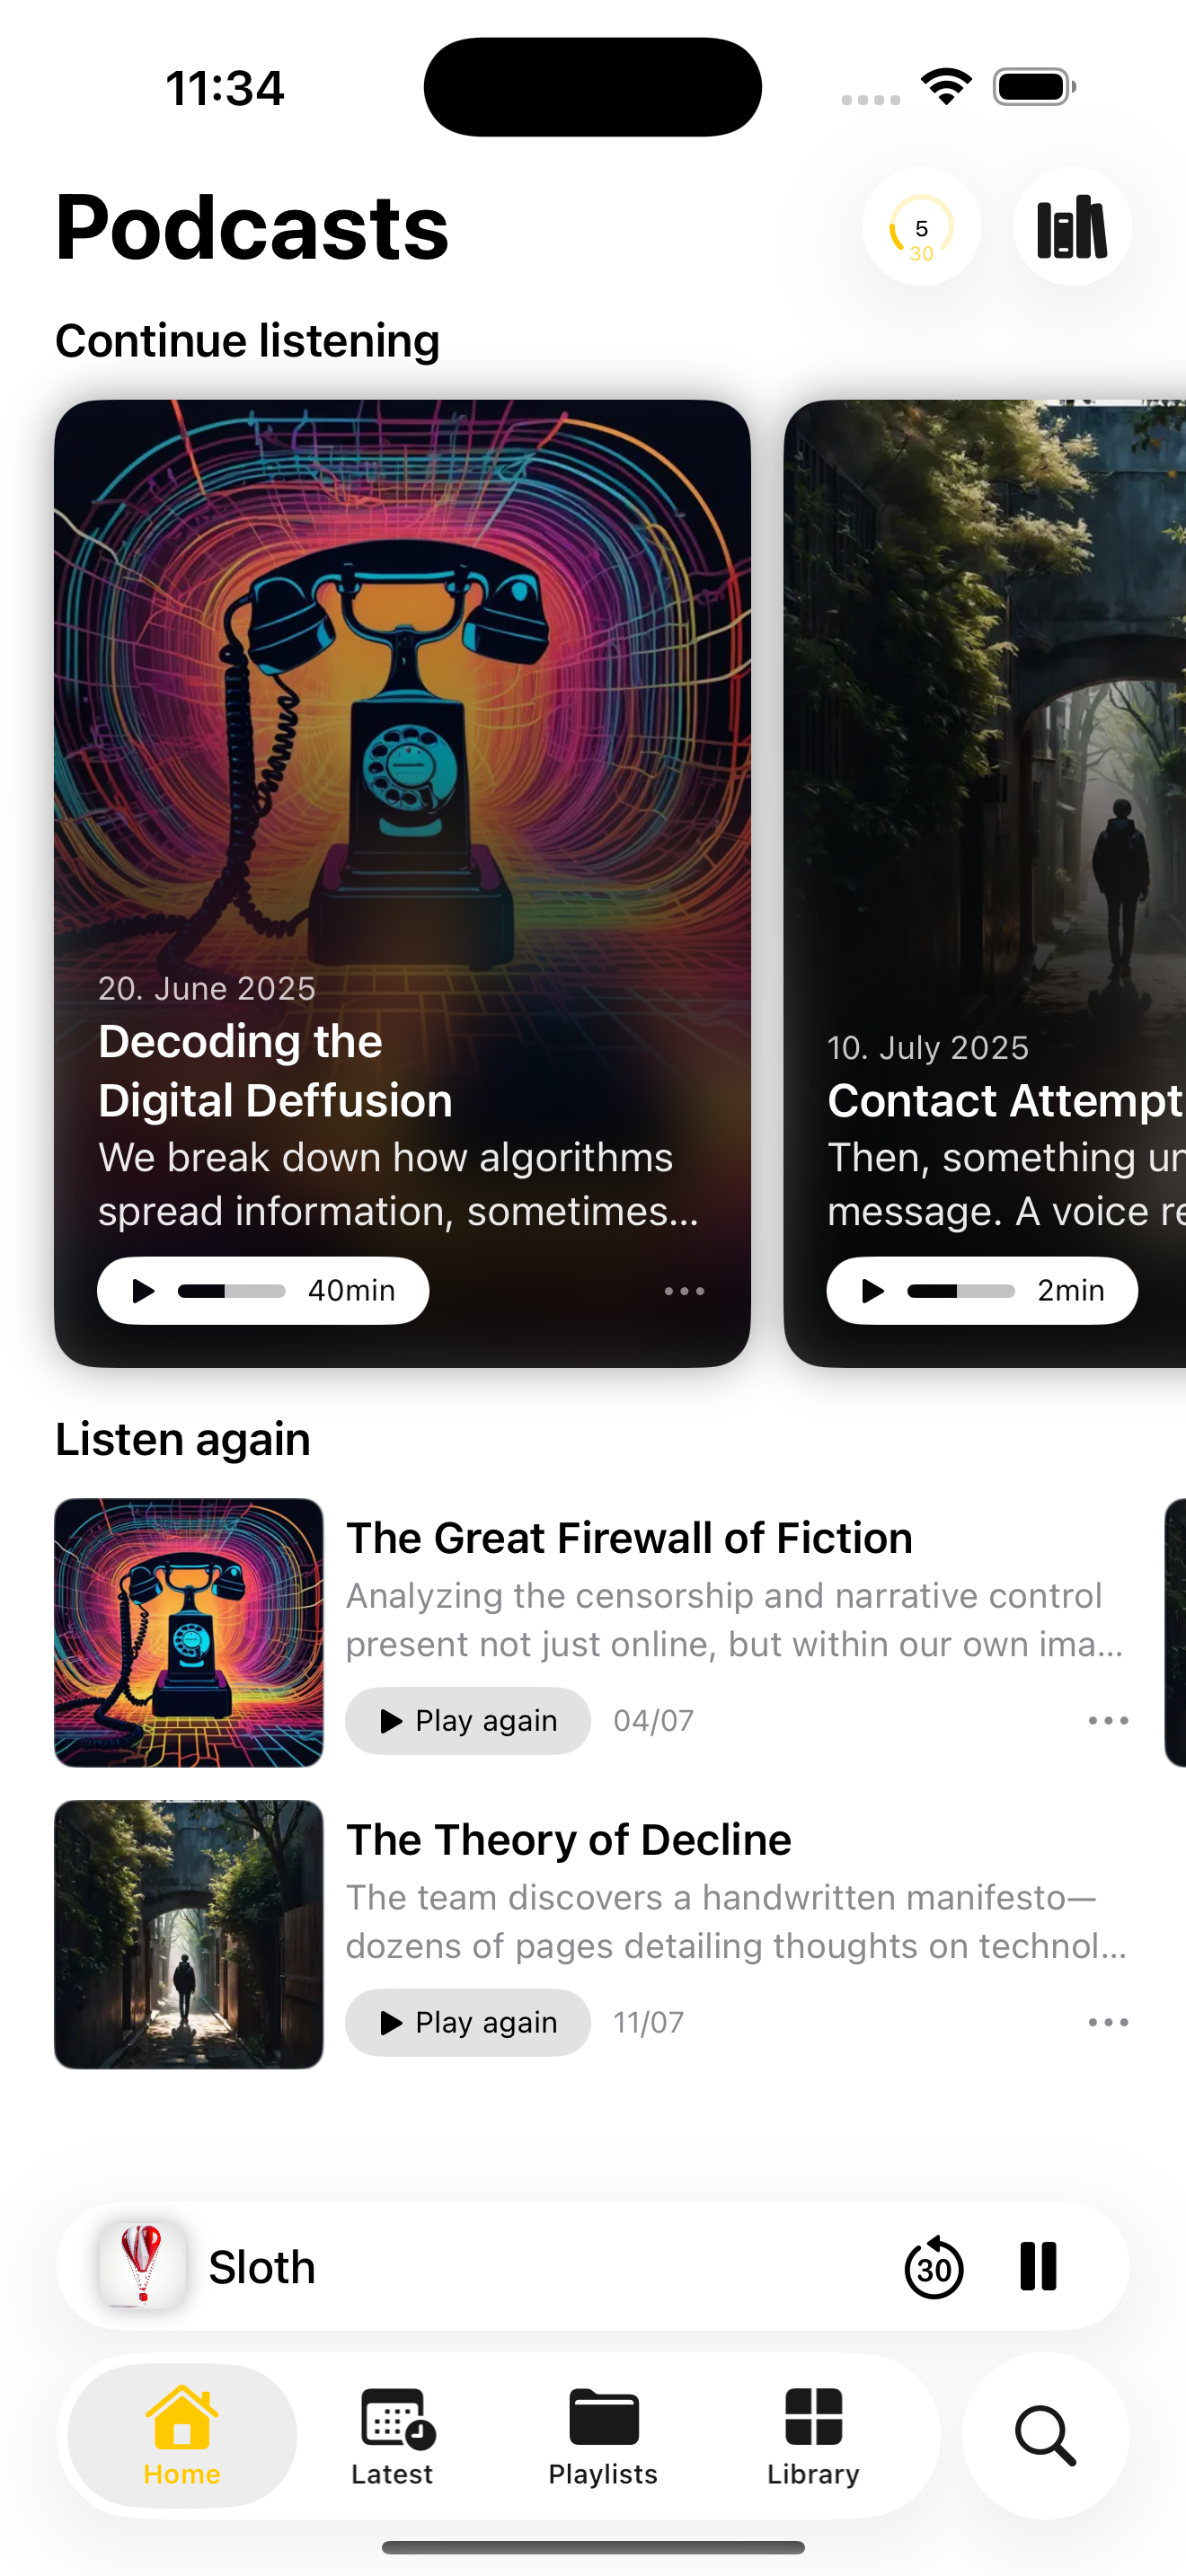 11:34
Podcasts
5
30
Continue listening
20. June 2025
Decoding the
Digital Deffusion
We break down how algorithms
spread information, sometimes...
40min
10. July 2025
Contact Attempt
Then, something un
message. A voice re
2min
Listen again
The Great Firewall of Fiction
Analyzing the censorship and narrative control
present not just online, but within our own ima...
Play again 04/07
The Theory of Decline
The team discovers a handwritten manifesto—
dozens of pages detailing thoughts on technol...
Play again 11/07
Sloth
30
Home
Latest
Playlists
Library